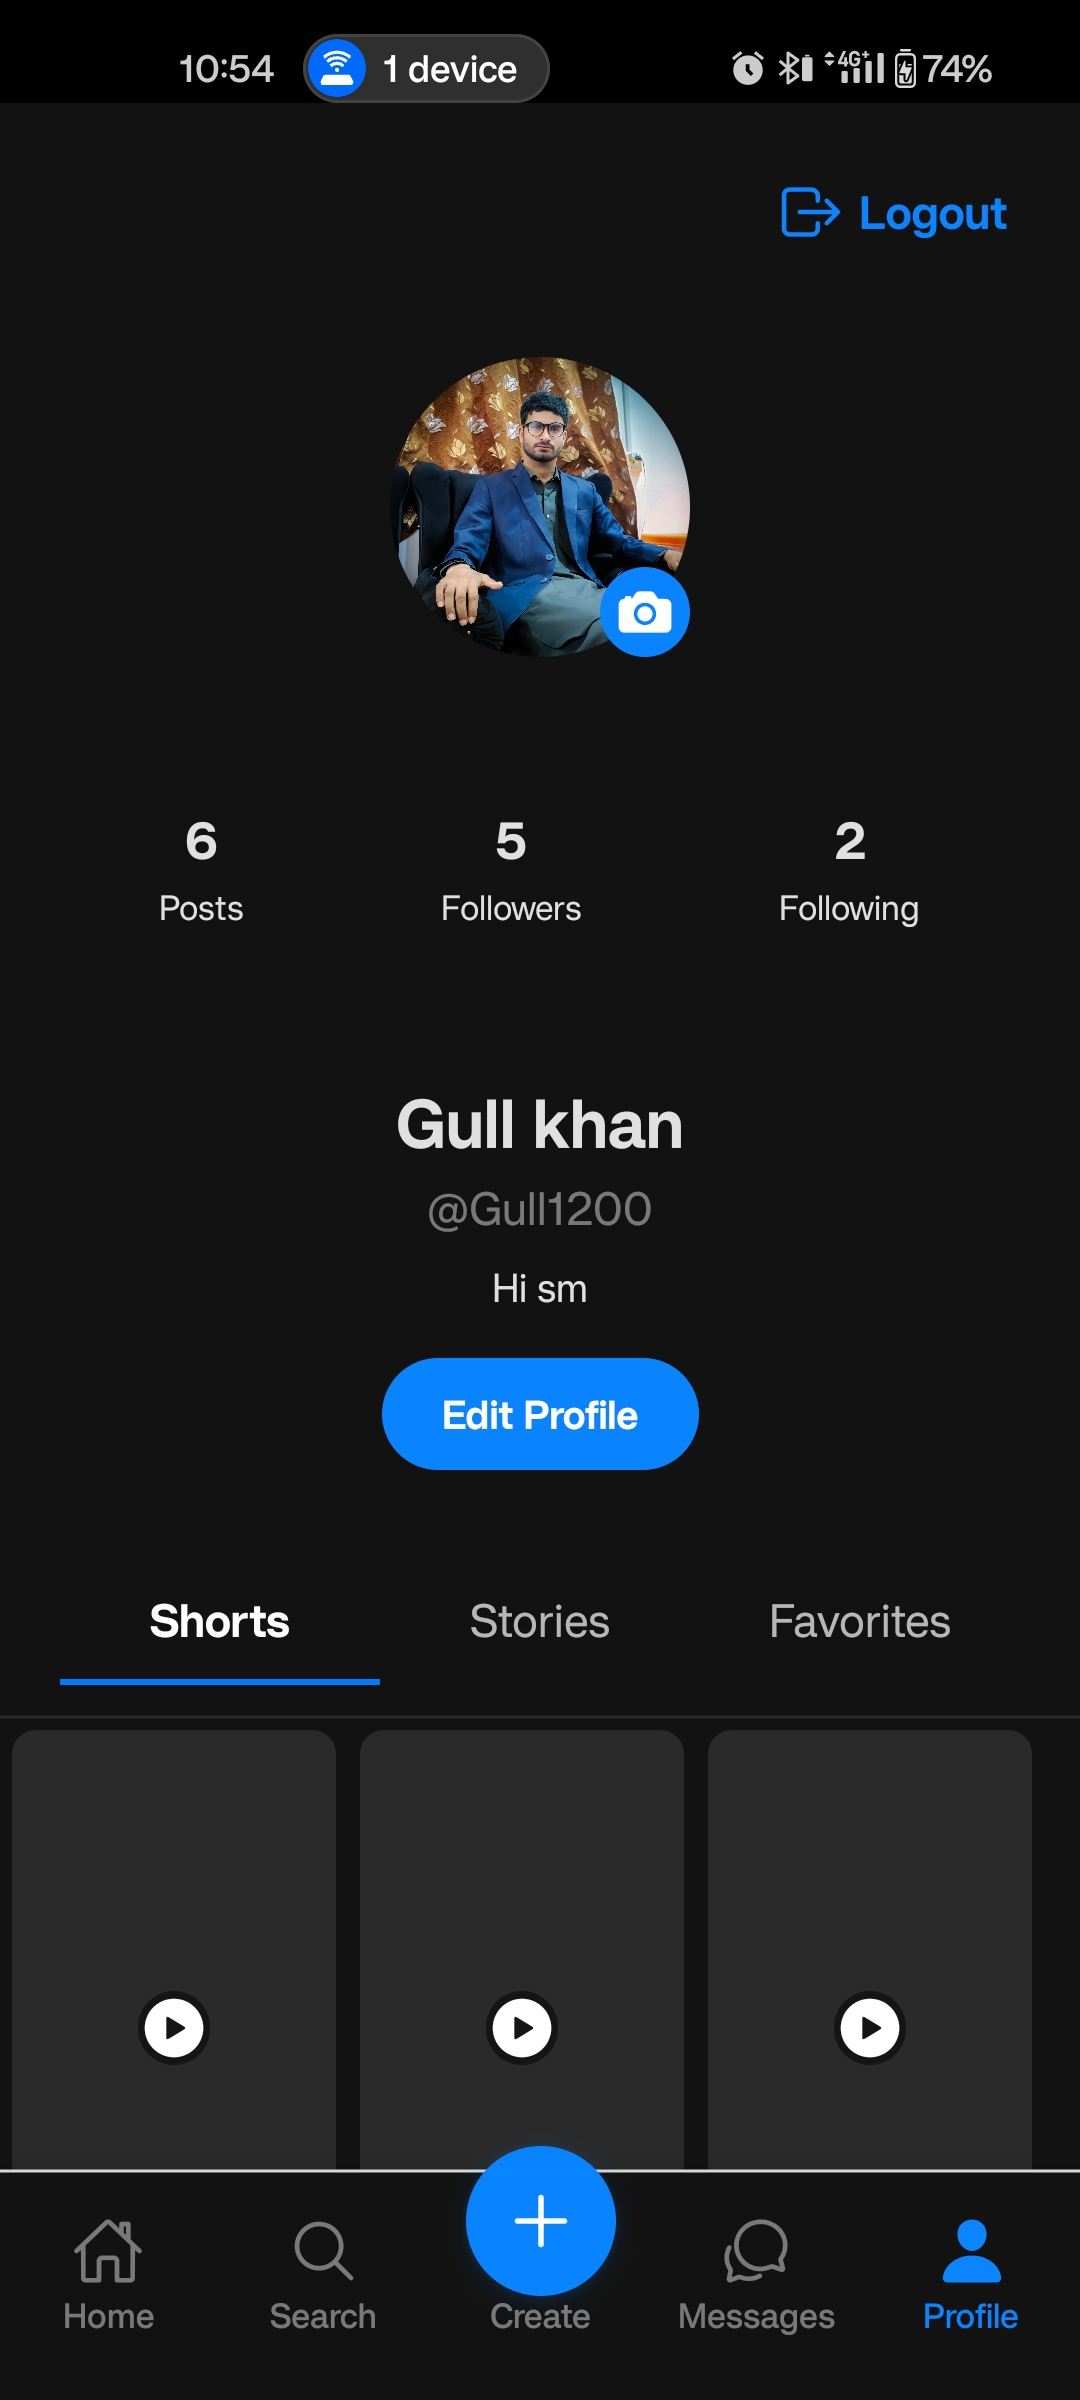 10:54 1 device 4G+ 74%
Logout
6 5 2
Posts Followers Following
Gull khan
@Gull1200
Hi sm
Edit Profile
Shorts Stories Favorites
Home Search Create Messages Profile